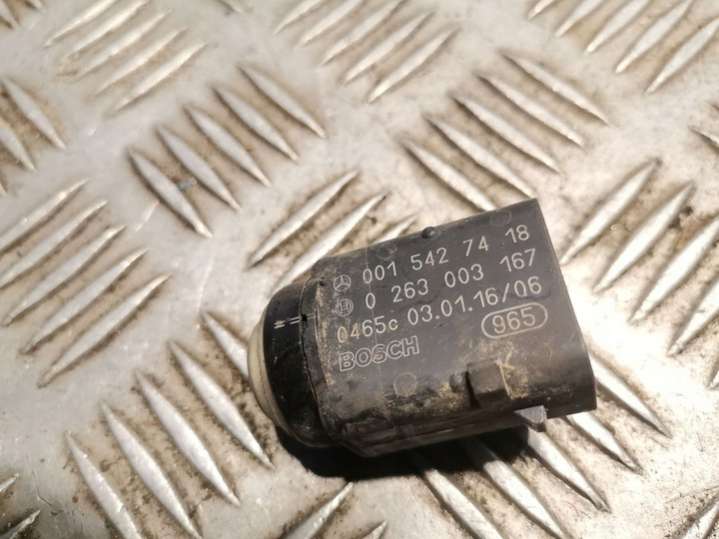 001 542 74 18
0 263 003 167
0465c 03.01.16/06
BOSCH 965